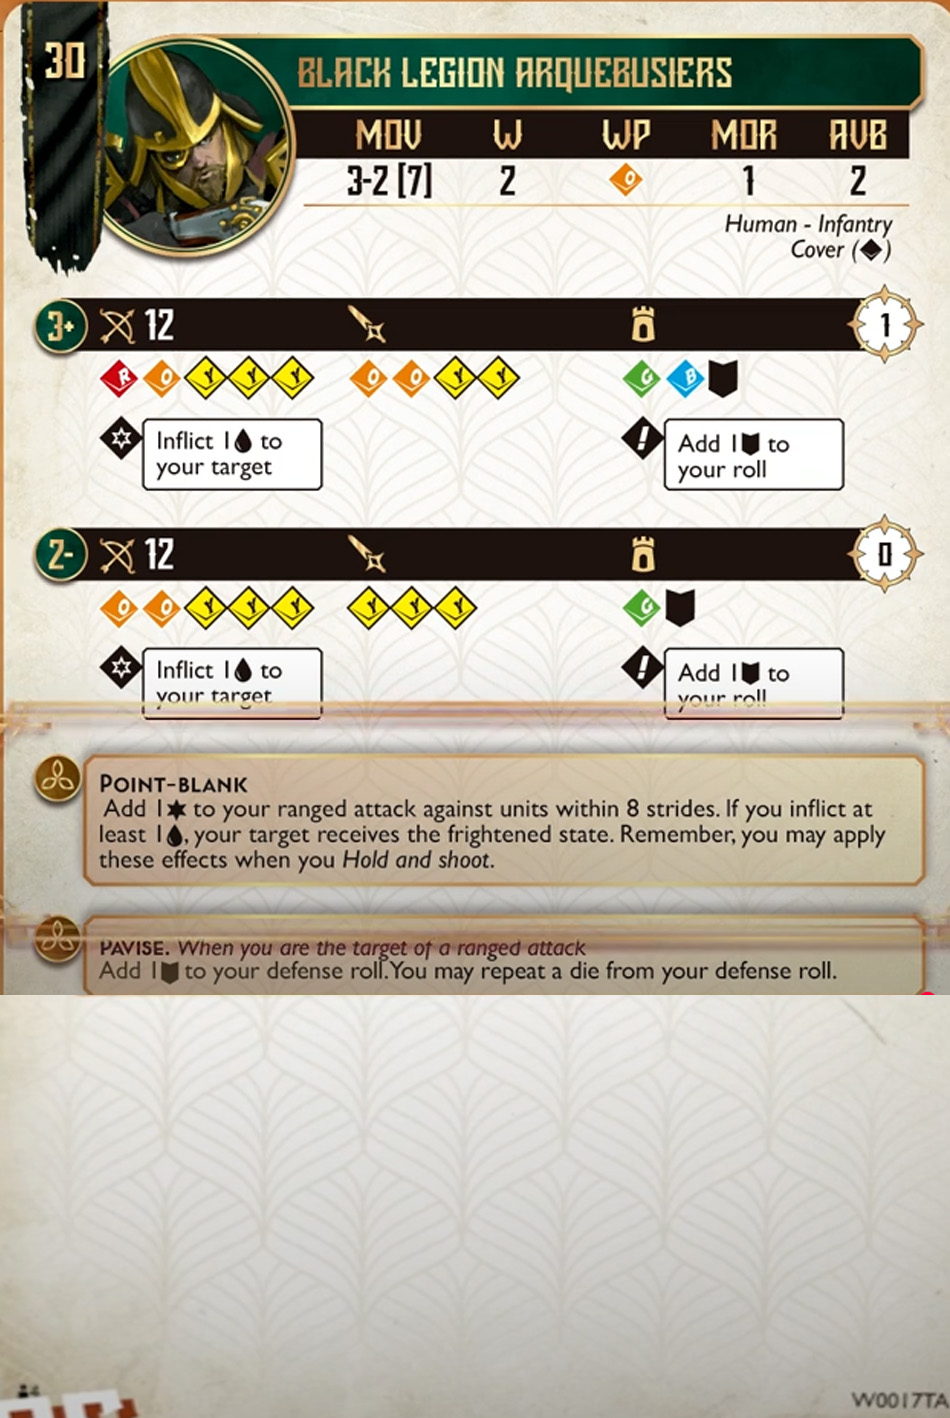 30
BLACK LEGION ARQUEBUSIERS
MOV W WP MOR AVB
3-2 [7] 2 O 1 2
Human - Infantry
Cover ( )
3+ 12 1
R O Y Y Y O O Y Y G B
Inflict 1 to
your target
! Add 1 to
your roll
2- 12 0
O O Y Y Y Y Y Y G
Inflict 1 to
your target
! Add 1 to
your roll
POINT-BLANK
Add 1 to your ranged attack against units within 8 strides. If you inflict at
least 1 , your target receives the frightened state. Remember, you may apply
these effects when you Hold and shoot.
PAVISE. When you are the target of a ranged attack
Add 1 to your defense roll. You may repeat a die from your defense roll.
W0017TA